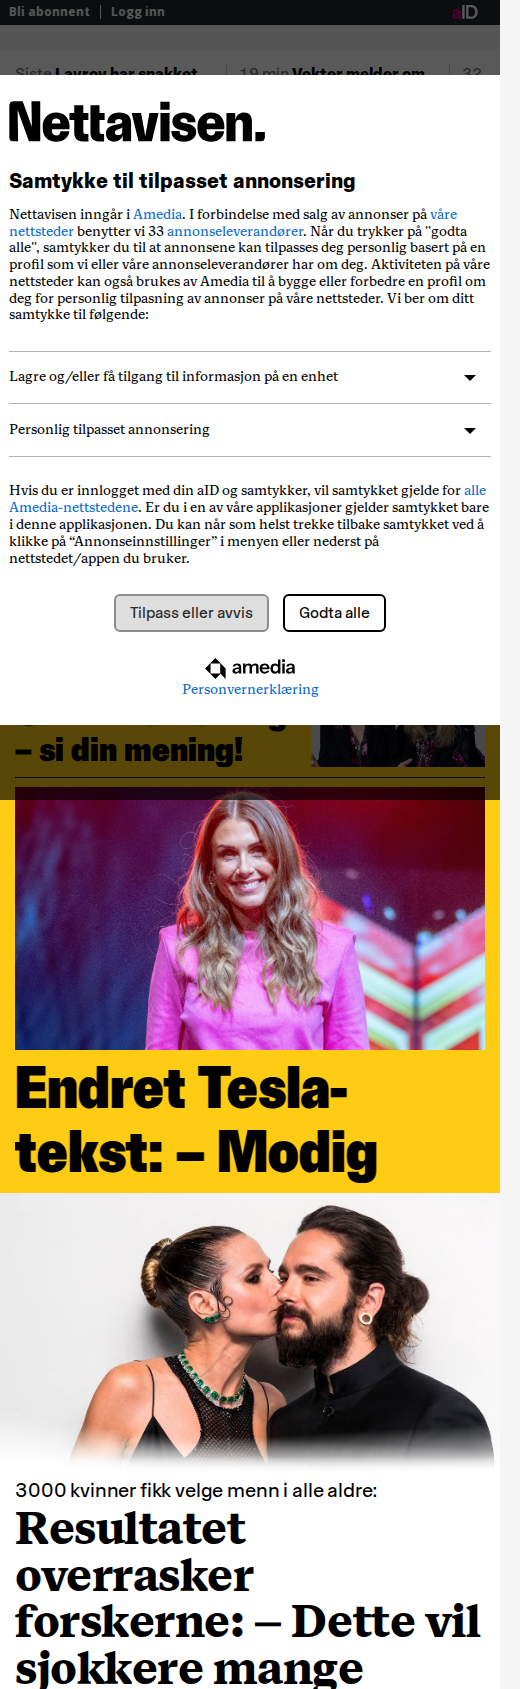 Bli abonnent | Logg inn
aID
Siste Lavrov har snakket
19 min Vekter melder om
32
Nettavisen.
Samtykke til tilpasset annonsering
Nettavisen inngår i Amedia. I forbindelse med salg av annonser på våre
nettsteder benytter vi 33 annonseleverandører. Når du trykker på "godta
alle", samtykker du til at annonsene kan tilpasses deg personlig basert på en
profil som vi eller våre annonseleverandører har om deg. Aktiviteten på våre
nettsteder kan også brukes av Amedia til å bygge eller forbedre en profil om
deg for personlig tilpasning av annonser på våre nettsteder. Vi ber om ditt
samtykke til følgende:
Lagre og/eller få tilgang til informasjon på en enhet
Personlig tilpasset annonsering
Hvis du er innlogget med din aID og samtykker, vil samtykket gjelde for alle
Amedia-nettstedene. Er du i en av våre applikasjoner gjelder samtykket bare
i denne applikasjonen. Du kan når som helst trekke tilbake samtykket ved å
klikke på “Annonseinnstillinger” i menyen eller nederst på
nettstedet/appen du bruker.
Tilpass eller avvis
Godta alle
amedia
Personvernerklæring
– si din mening!
Endret Tesla-
tekst: – Modig
3000 kvinner fikk velge menn i alle aldre:
Resultatet
overrasker
forskerne: – Dette vil
sjokkere mange